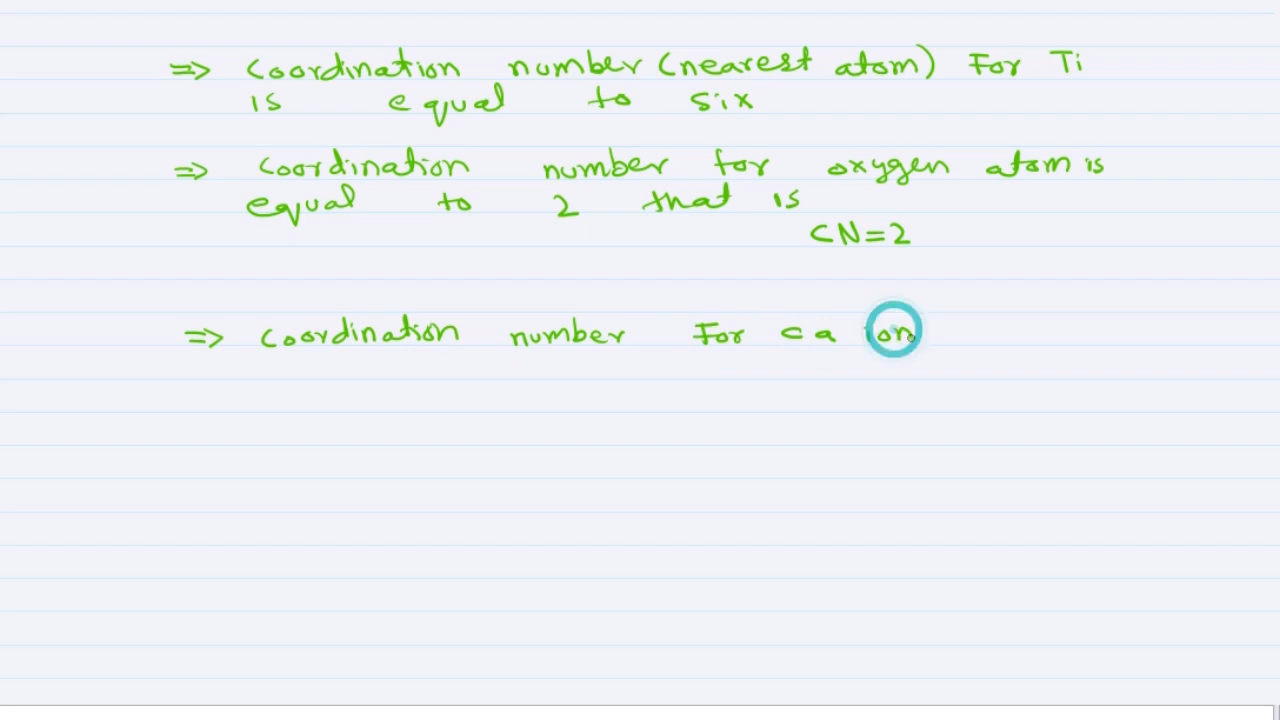 ⇒ Coordination number (nearest atom) For Ti
is equal to six
⇒ Coordination number for oxygen atom is
equal to 2 that is
CN=2
⇒ Coordination number For ca ion